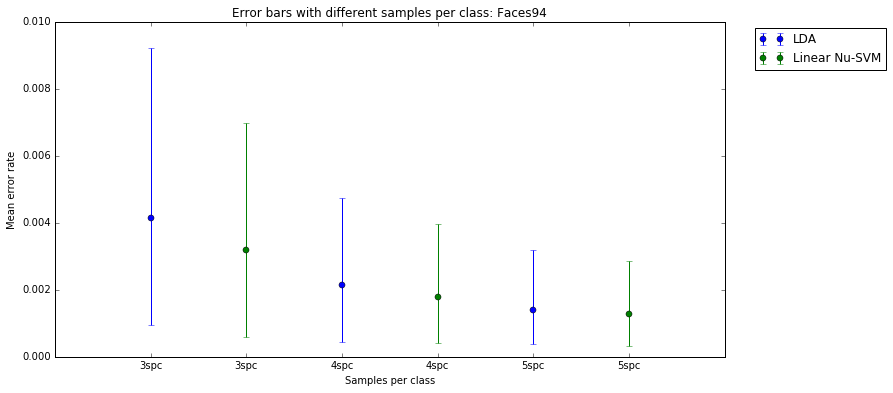 Error bars with different samples per class: Faces94
LDA
Linear Nu-SVM
Mean error rate
0.010
0.008
0.006
0.004
0.002
0.000
3spc 3spc 4spc 4spc 5spc 5spc
Samples per class